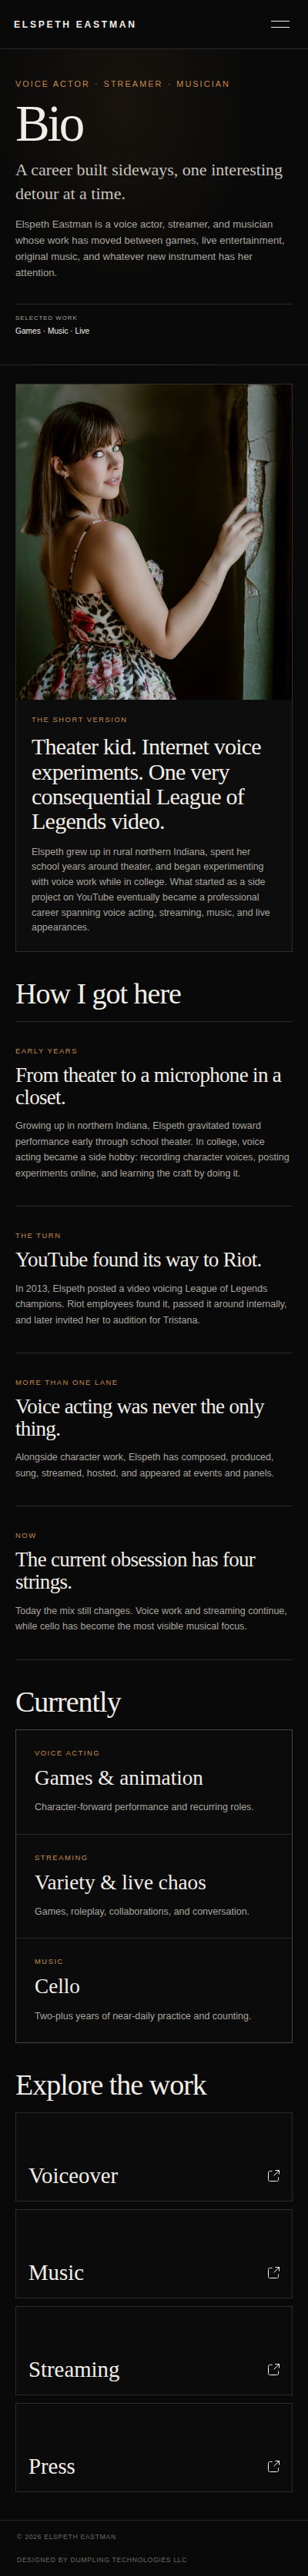 ELSPETH EASTMAN
VOICE ACTOR · STREAMER · MUSICIAN
Bio
A career built sideways, one interesting
detour at a time.
Elspeth Eastman is a voice actor, streamer, and musician
whose work has moved between games, live entertainment,
original music, and whatever new instrument has her
attention.
SELECTED WORK
Games · Music · Live
THE SHORT VERSION
Theater kid. Internet voice
experiments. One very
consequential League of
Legends video.
Elspeth grew up in rural northern Indiana, spent her
school years around theater, and began experimenting
with voice work while in college. What started as a side
project on YouTube eventually became a professional
career spanning voice acting, streaming, music, and live
appearances.
How I got here
EARLY YEARS
From theater to a microphone in a
closet.
Growing up in northern Indiana, Elspeth gravitated toward
performance early through school theater. In college, voice
acting became a side hobby: recording character voices, posting
experiments online, and learning the craft by doing it.
THE TURN
YouTube found its way to Riot.
In 2013, Elspeth posted a video voicing League of Legends
champions. Riot employees found it, passed it around internally,
and later invited her to audition for Tristana.
MORE THAN ONE LANE
Voice acting was never the only
thing.
Alongside character work, Elspeth has composed, produced,
sung, streamed, hosted, and appeared at events and panels.
NOW
The current obsession has four
strings.
Today the mix still changes. Voice work and streaming continue,
while cello has become the most visible musical focus.
Currently
VOICE ACTING
Games & animation
Character-forward performance and recurring roles.
STREAMING
Variety & live chaos
Games, roleplay, collaborations, and conversation.
MUSIC
Cello
Two-plus years of near-daily practice and counting.
Explore the work
Voiceover
Music
Streaming
Press
© 2026 ELSPETH EASTMAN
DESIGNED BY DUMPLING TECHNOLOGIES LLC